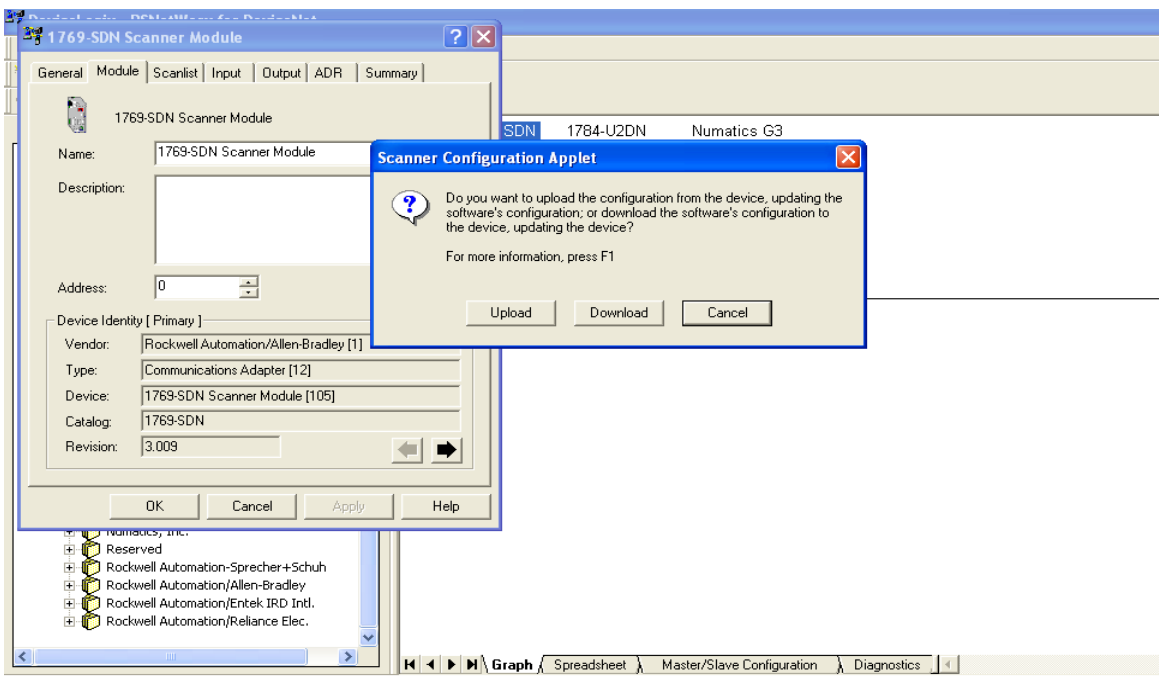 1769-SDN Scanner Module
General Module Scanlist Input Output ADR Summary
1769-SDN Scanner Module
SDN 1784-U2DN Numatics G3
Name: 1769-SDN Scanner Module
Scanner Configuration Applet
Description:
Do you want to upload the configuration from the device, updating the
software's configuration; or download the software's configuration to
the device, updating the device?
For more information, press F1
Address: 0
Upload Download Cancel
Device Identity [ Primary ]
Vendor: Rockwell Automation/Allen-Bradley [1]
Type: Communications Adapter [12]
Device: 1769-SDN Scanner Module [105]
Catalog: 1769-SDN
Revision: 3.009
OK Cancel Apply Help
Numatics, Inc.
Reserved
Rockwell Automation-Sprecher+Schuh
Rockwell Automation/Allen-Bradley
Rockwell Automation/Entek IRD Intl.
Rockwell Automation/Reliance Elec.
Graph Spreadsheet Master/Slave Configuration Diagnostics